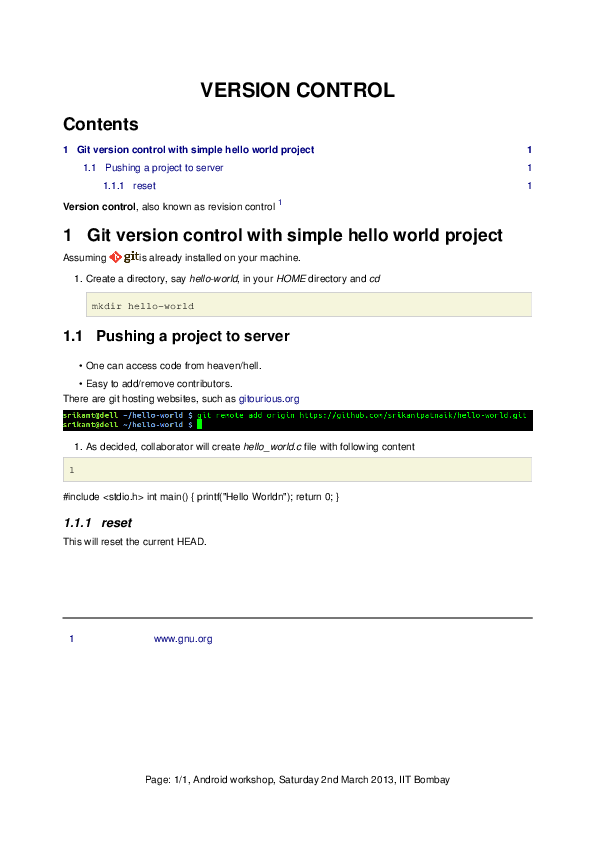 VERSION CONTROL
Contents
1 Git version control with simple hello world project 1
1.1 Pushing a project to server 1
1.1.1 reset 1
Version control, also known as revision control 1
1 Git version control with simple hello world project
Assuming git is already installed on your machine.
1. Create a directory, say hello-world, in your HOME directory and cd
mkdir hello-world
1.1 Pushing a project to server
• One can access code from heaven/hell.
• Easy to add/remove contributors.
There are git hosting websites, such as gitourious.org
srikant@dell ~/hello-world $ git remote add origin https://github.com/srikantpatnaik/hello-world.git
srikant@dell ~/hello-world $
1. As decided, collaborator will create hello_world.c file with following content
1
#include <stdio.h> int main() { printf("Hello Worldn"); return 0; }
1.1.1 reset
This will reset the current HEAD.
1 www.gnu.org
Page: 1/1, Android workshop, Saturday 2nd March 2013, IIT Bombay